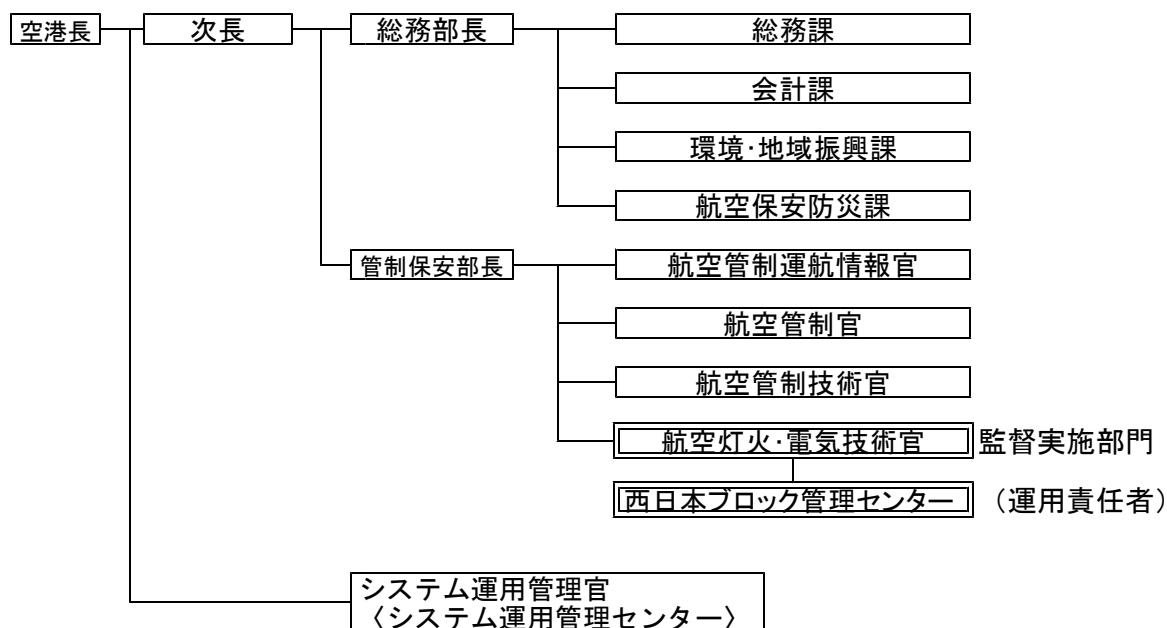 空港長 次長 総務部長 総務課
会計課
環境・地域振興課
航空保安防災課
管制保安部長 航空管制運航情報官
航空管制官
航空管制技術官
航空灯火・電気技術官 監督実施部門
西日本ブロック管理センター （運用責任者）
システム運用管理官
〈システム運用管理センター〉